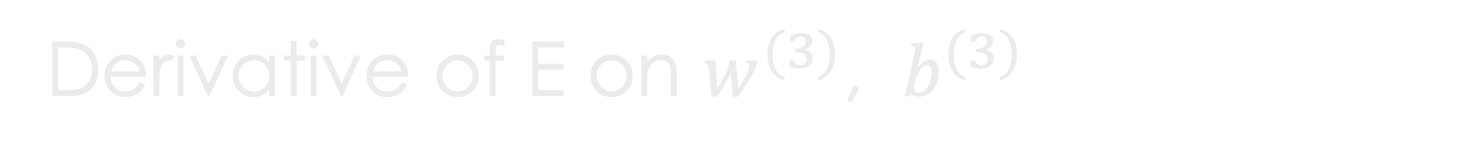 Derivative of E on 𝑤⁽³⁾, 𝑏⁽³⁾